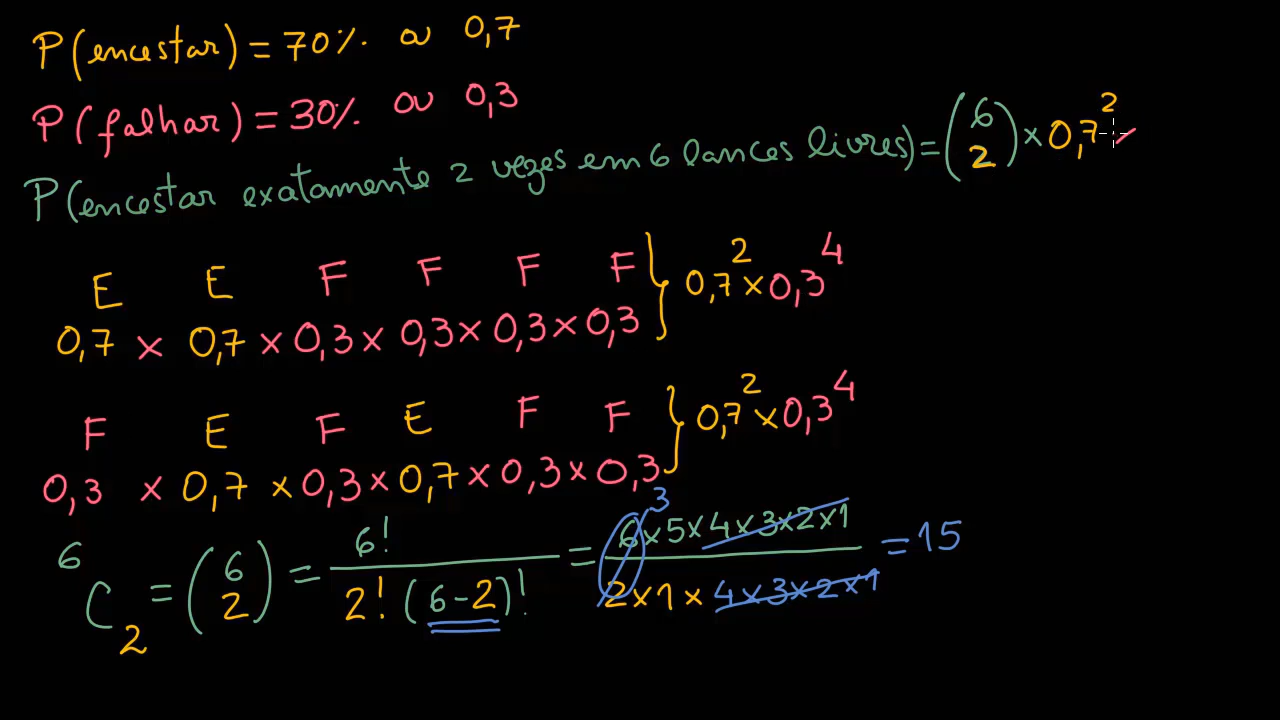 P(encestar) = 70% ou 0,7
P(falhar) = 30% ou 0,3
P(encestar exatamente 2 vezes em 6 lances livres) = (6 2) × 0,7²
E E F F F F
0,7 × 0,7 × 0,3 × 0,3 × 0,3 × 0,3 } 0,7² × 0,3⁴
F E F E F F
0,3 × 0,7 × 0,3 × 0,7 × 0,3 × 0,3 } 0,7² × 0,3⁴
⁶C₂ = (6 2) = 6! / 2!(6-2)! = 6³×5×4×3×2×1 / 2×1×4×3×2×1 = 15